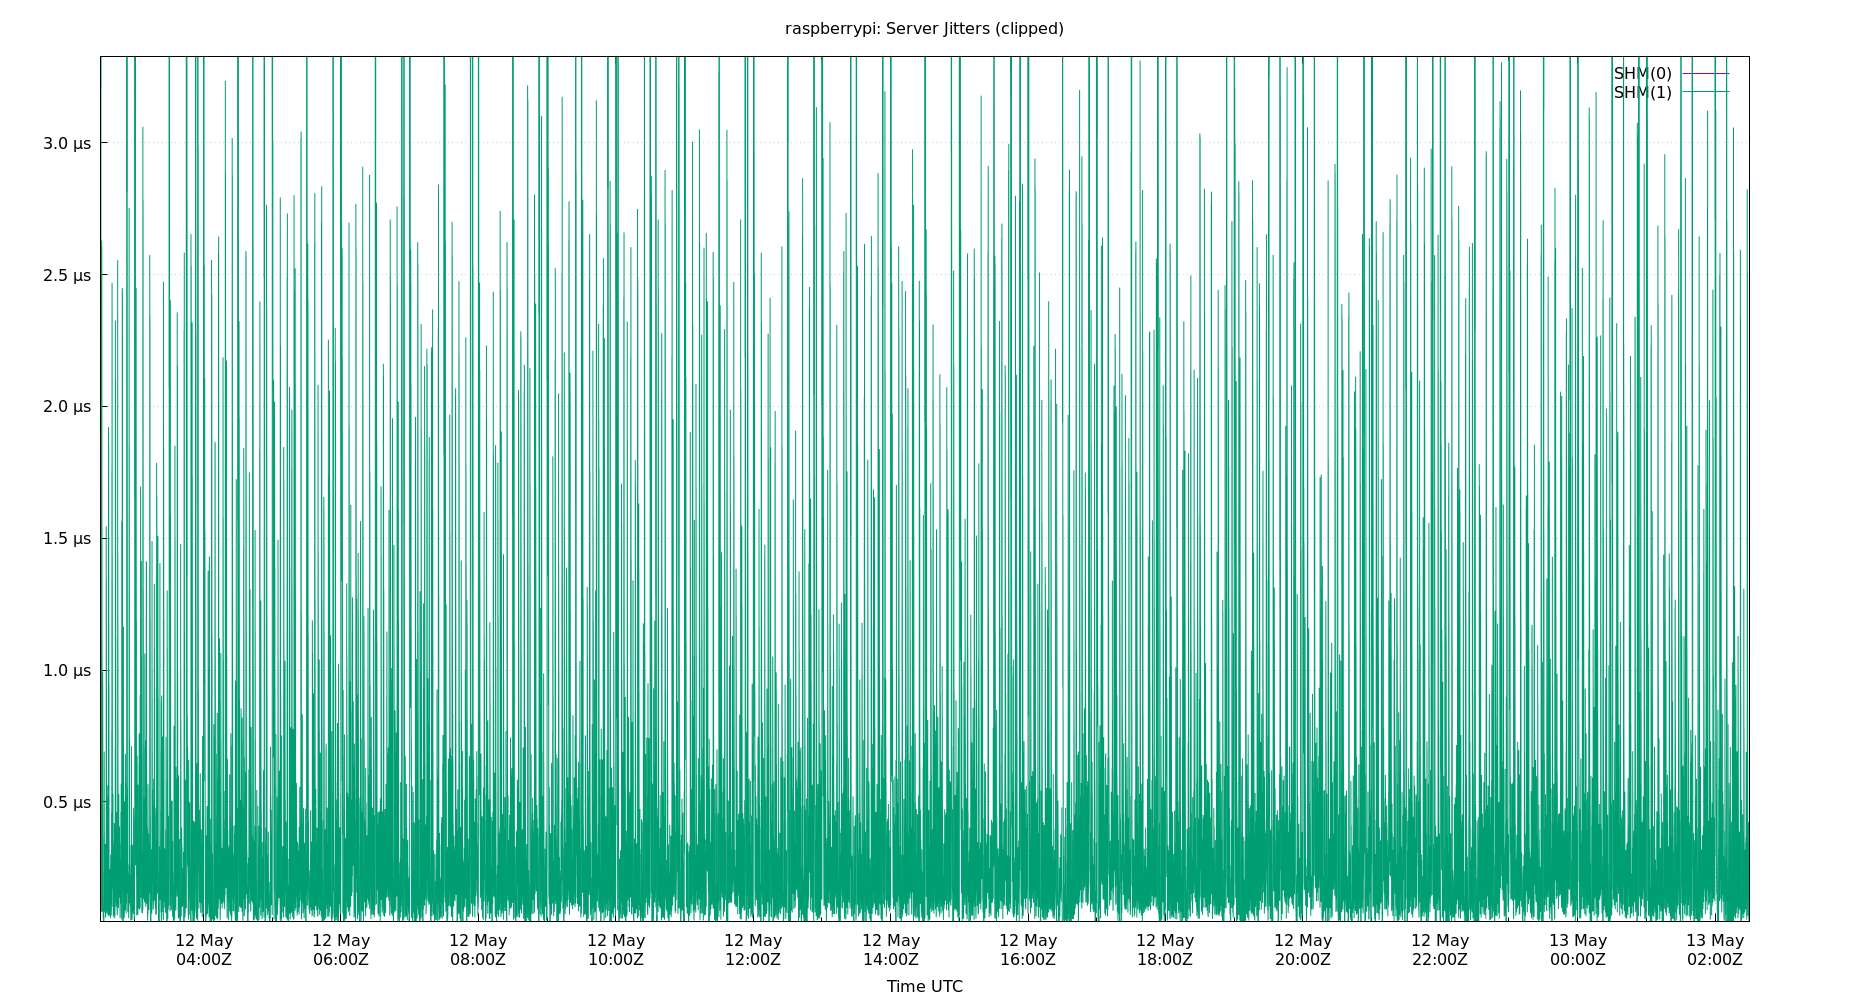 raspberrypi: Server Jitters (clipped)
SHM(0)
SHM(1)
3.0 µs
2.5 µs
2.0 µs
1.5 µs
1.0 µs
0.5 µs
12 May 12 May 12 May 12 May 12 May 12 May 12 May 12 May 12 May 12 May 13 May 13 May
04:00Z 06:00Z 08:00Z 10:00Z 12:00Z 14:00Z 16:00Z 18:00Z 20:00Z 22:00Z 00:00Z 02:00Z
Time UTC